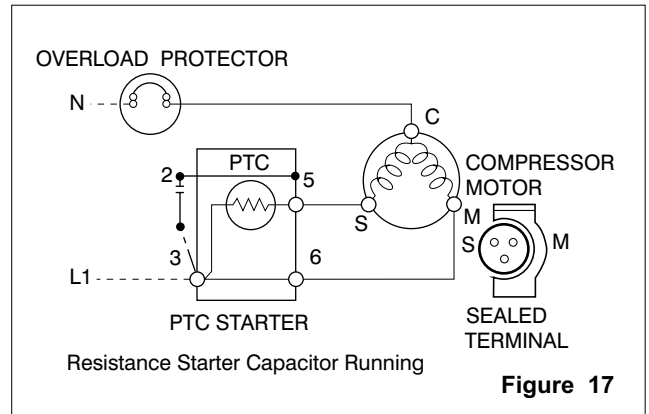 OVERLOAD PROTECTOR
N
C
PTC
2
5
COMPRESSOR
MOTOR
S
M
S
M
3
6
L1
PTC STARTER
SEALED
TERMINAL
Resistance Starter Capacitor Running
Figure 17